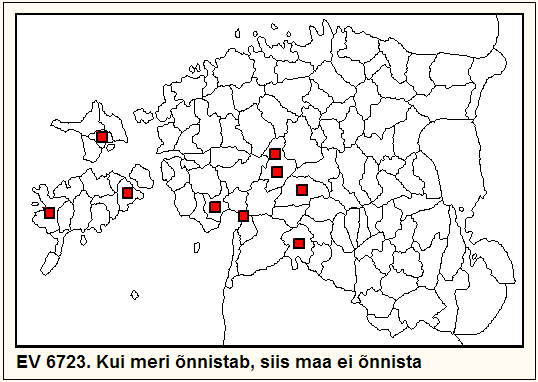 EV 6723. Kui meri õnnistab, siis maa ei õnnista